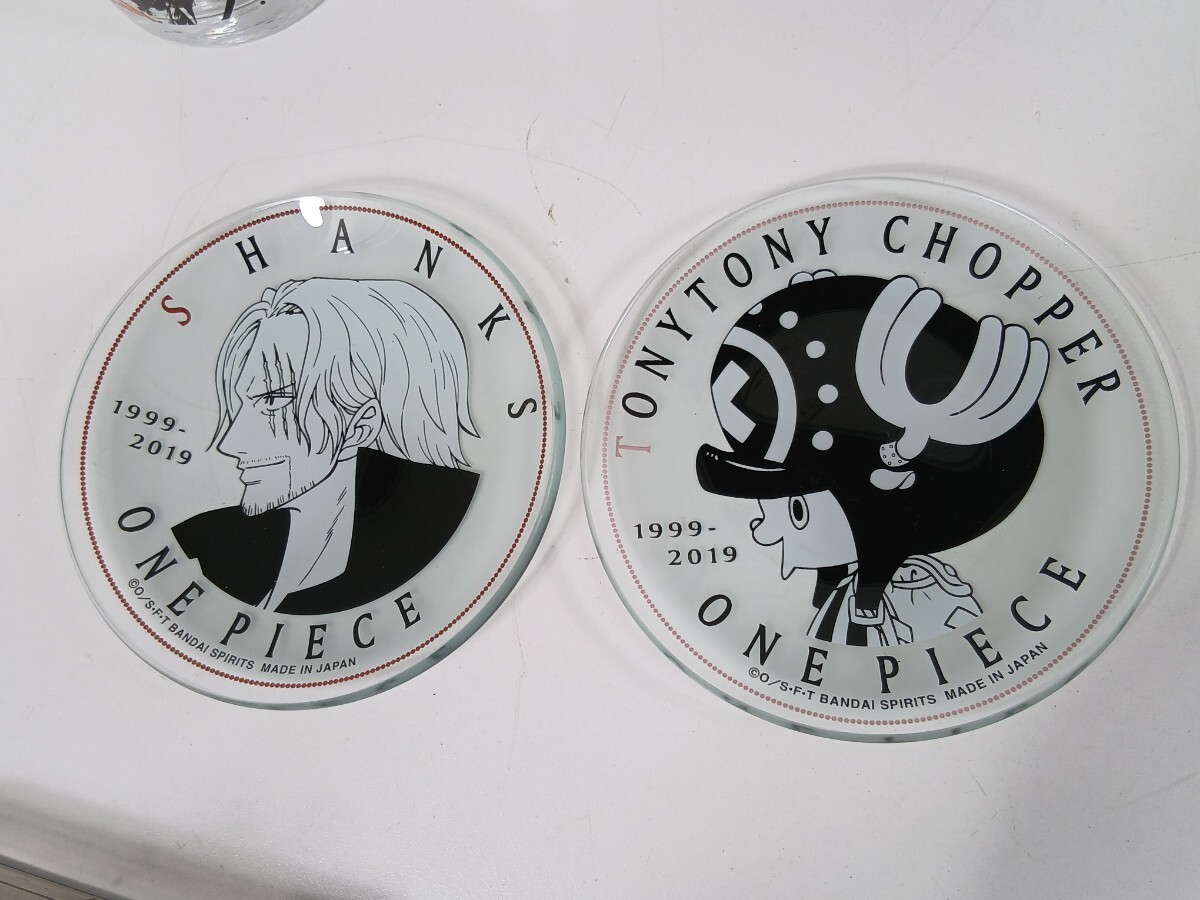 SHANKS
1999-
2019
ONE PIECE
©O/S・F・T BANDAI SPIRITS MADE IN JAPAN
TONYTONY CHOPPER
1999-
2019
ONE PIECE
©O/S・F・T BANDAI SPIRITS MADE IN JAPAN